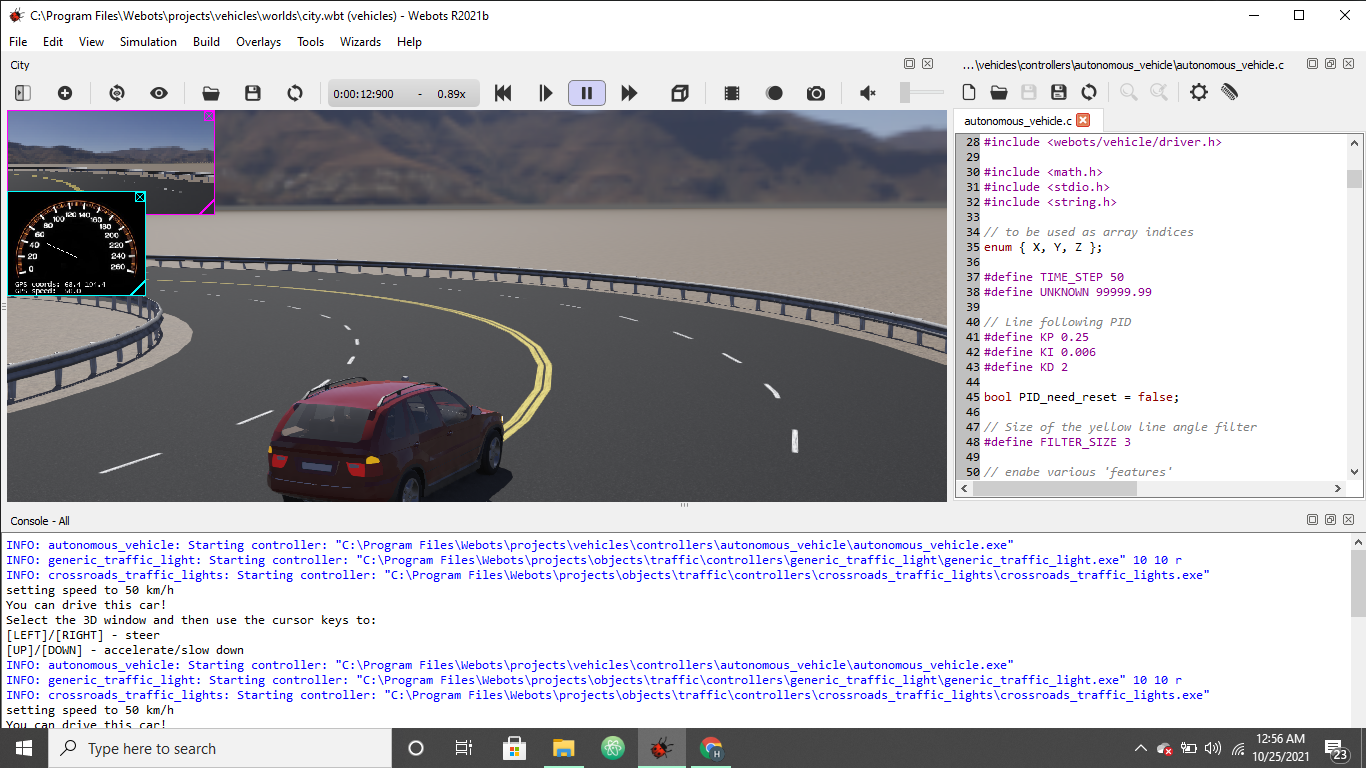 C:\Program Files\Webots\projects\vehicles\worlds\city.wbt (vehicles) - Webots R2021b
File Edit View Simulation Build Overlays Tools Wizards Help
City
0:00:12:900 - 0.89x
0 20 40 60 80 100 120 140 160 180 200 220 240 260
GPS coords: 68.4 194.4
GPS speed: 50.0
...\vehicles\controllers\autonomous_vehicle\autonomous_vehicle.c
autonomous_vehicle.c
28 #include <webots/vehicle/driver.h>
29
30 #include <math.h>
31 #include <stdio.h>
32 #include <string.h>
33
34 // to be used as array indices
35 enum { X, Y, Z };
36
37 #define TIME_STEP 50
38 #define UNKNOWN 99999.99
39
40 // Line following PID
41 #define KP 0.25
42 #define KI 0.006
43 #define KD 2
44
45 bool PID_need_reset = false;
46
47 // Size of the yellow line angle filter
48 #define FILTER_SIZE 3
49
50 // enabe various 'features'
Console - All
INFO: autonomous_vehicle: Starting controller: "C:\Program Files\Webots\projects\vehicles\controllers\autonomous_vehicle\autonomous_vehicle.exe"
INFO: generic_traffic_light: Starting controller: "C:\Program Files\Webots\projects\objects\traffic\controllers\generic_traffic_light\generic_traffic_light.exe" 10 10 r
INFO: crossroads_traffic_lights: Starting controller: "C:\Program Files\Webots\projects\objects\traffic\controllers\crossroads_traffic_lights\crossroads_traffic_lights.exe"
setting speed to 50 km/h
You can drive this car!
Select the 3D window and then use the cursor keys to:
[LEFT]/[RIGHT] - steer
[UP]/[DOWN] - accelerate/slow down
INFO: autonomous_vehicle: Starting controller: "C:\Program Files\Webots\projects\vehicles\controllers\autonomous_vehicle\autonomous_vehicle.exe"
INFO: generic_traffic_light: Starting controller: "C:\Program Files\Webots\projects\objects\traffic\controllers\generic_traffic_light\generic_traffic_light.exe" 10 10 r
INFO: crossroads_traffic_lights: Starting controller: "C:\Program Files\Webots\projects\objects\traffic\controllers\crossroads_traffic_lights\crossroads_traffic_lights.exe"
setting speed to 50 km/h
You can drive this car!
Type here to search
H
12:56 AM
10/25/2021
23